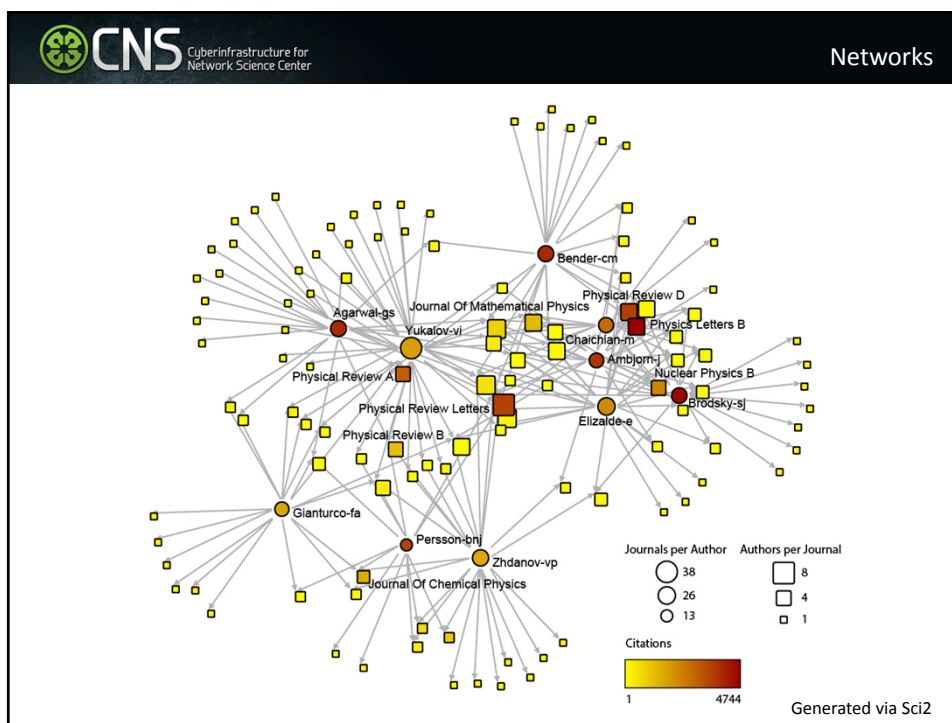 CNS
Cyberinfrastructure for
Network Science Center
Networks
Bender-cm
Physical Review D
Journal Of Mathematical Physics
Agarwal-gs
Physics Letters B
Yukalov-vi
Chaichian-m
Ambjorn-j
Physical Review A
Nuclear Physics B
Brodsky-sj
Physical Review Letters
Elizalde-e
Physical Review B
Gianturco-fa
Persson-bnj
Zhdanov-vp
Journal Of Chemical Physics
Journals per Author
38
26
13
Authors per Journal
8
4
1
Citations
1
4744
Generated via Sci2